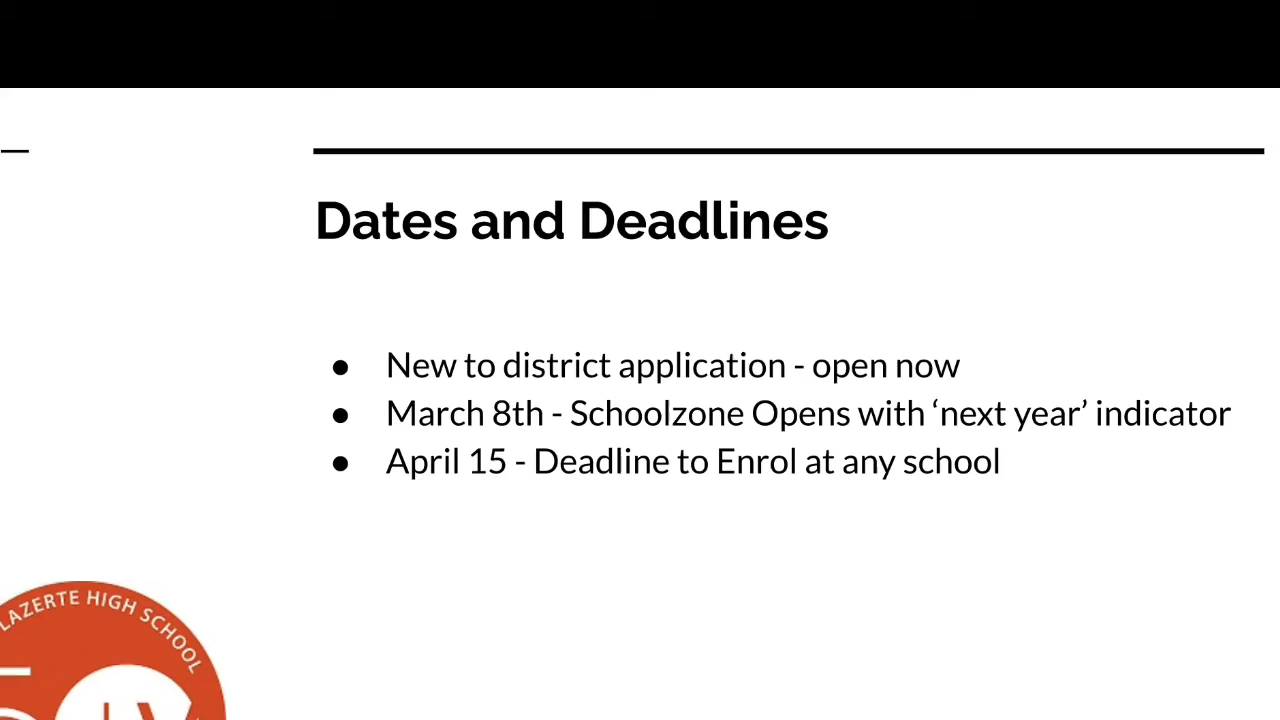 Dates and Deadlines
● New to district application - open now
● March 8th - Schoolzone Opens with ‘next year’ indicator
● April 15 - Deadline to Enrol at any school
LAZERTE HIGH SCHOOL